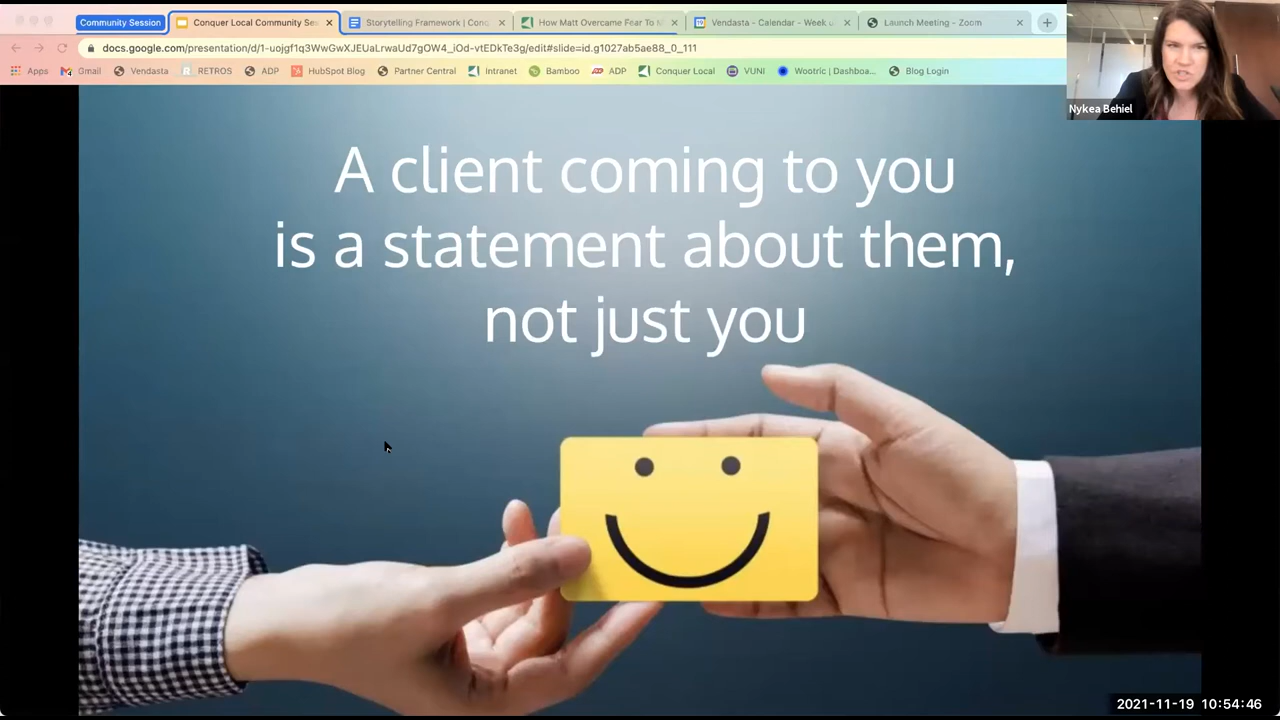 Community Session
Conquer Local Community Se
Storytelling Framework | Conq
How Matt Overcame Fear To M
Vendasta - Calendar - Week o
Launch Meeting - Zoom
docs.google.com/presentation/d/1-uojgf1q3WwGwXJEUaLrwaUd7gOW4_iOd-vtEDkTe3g/edit#slide=id.g1027ab5ae88_0_111
Apps
Gmail
Vendasta
RETROS
ADP
HubSpot Blog
Partner Central
Intranet
Bamboo
ADP
Conquer Local
VUNI
Wootric | Dashboa...
Blog Login
Nykea Behiel
A client coming to you
is a statement about them,
not just you
2021-11-19 10:54:46